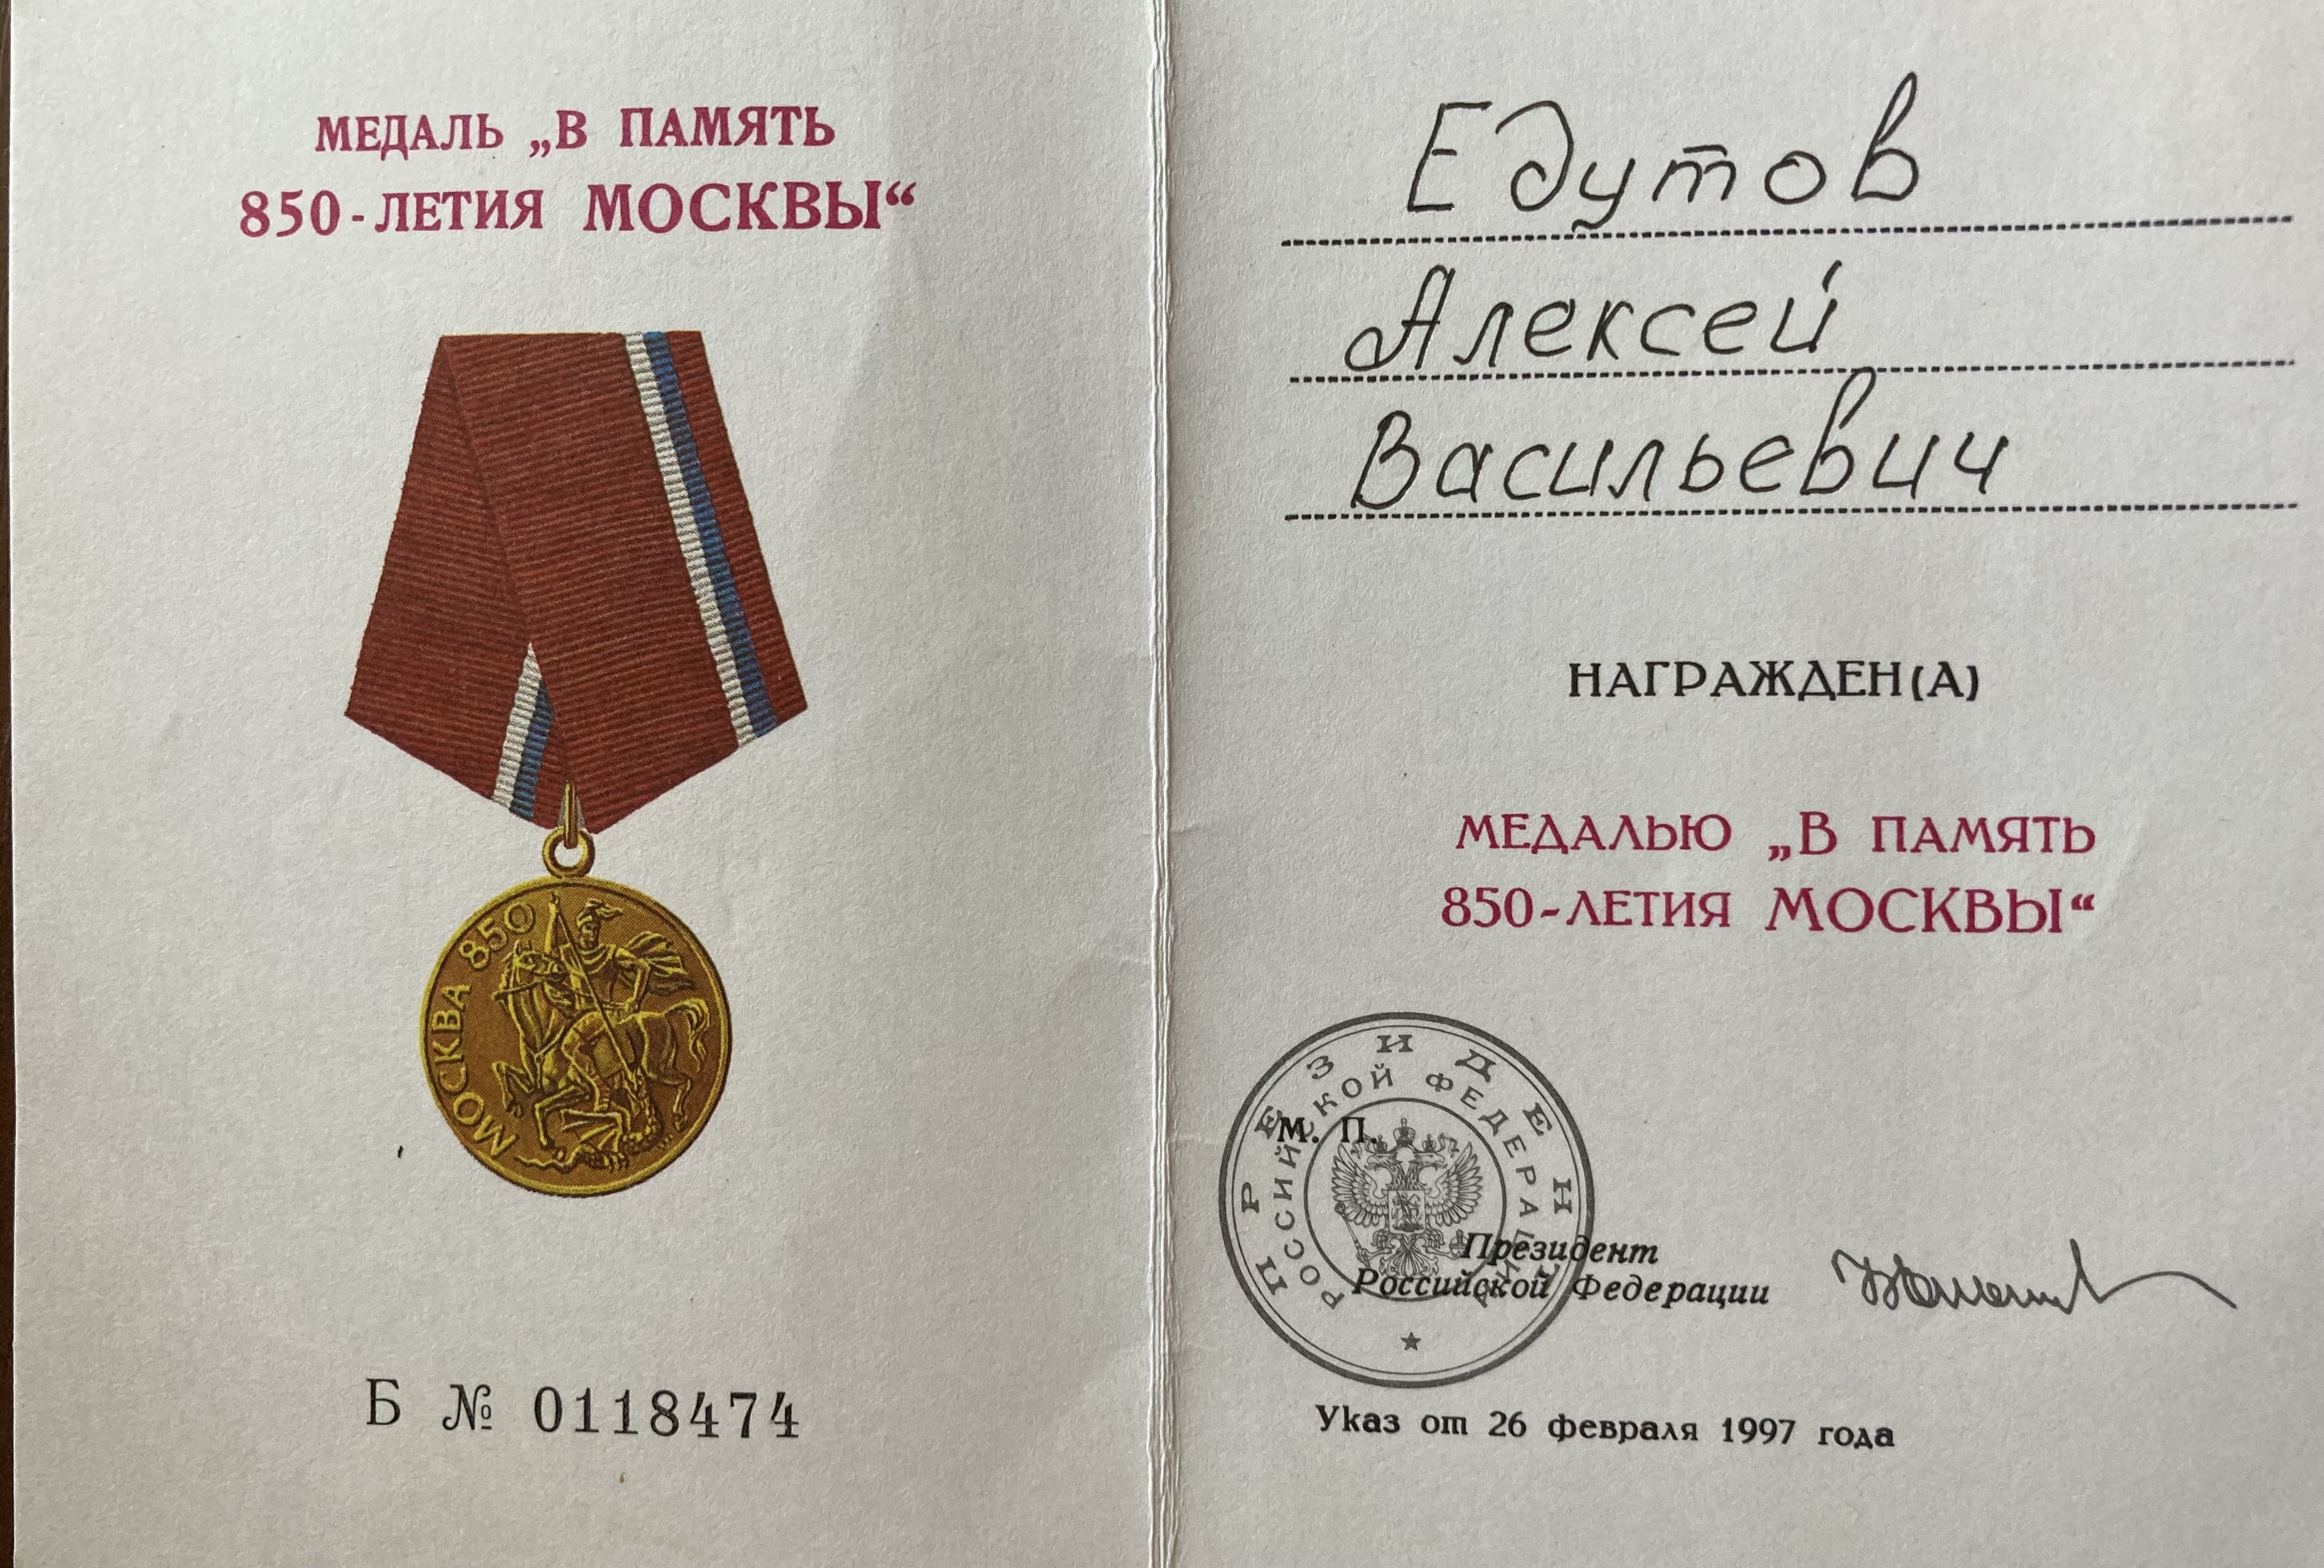 МЕДАЛЬ „В ПАМЯТЬ
850-ЛЕТИЯ МОСКВЫ“
МОСКВА 850
Б № 0118474
Едутов
Алексей
Васильевич
НАГРАЖДЕН(А)
МЕДАЛЬЮ „В ПАМЯТЬ
850-ЛЕТИЯ МОСКВЫ“
ПРЕЗИДЕНТ
РОССИЙСКОЙ ФЕДЕРАЦИИ
М. П.
Президент
Российской Федерации
Указ от 26 февраля 1997 года